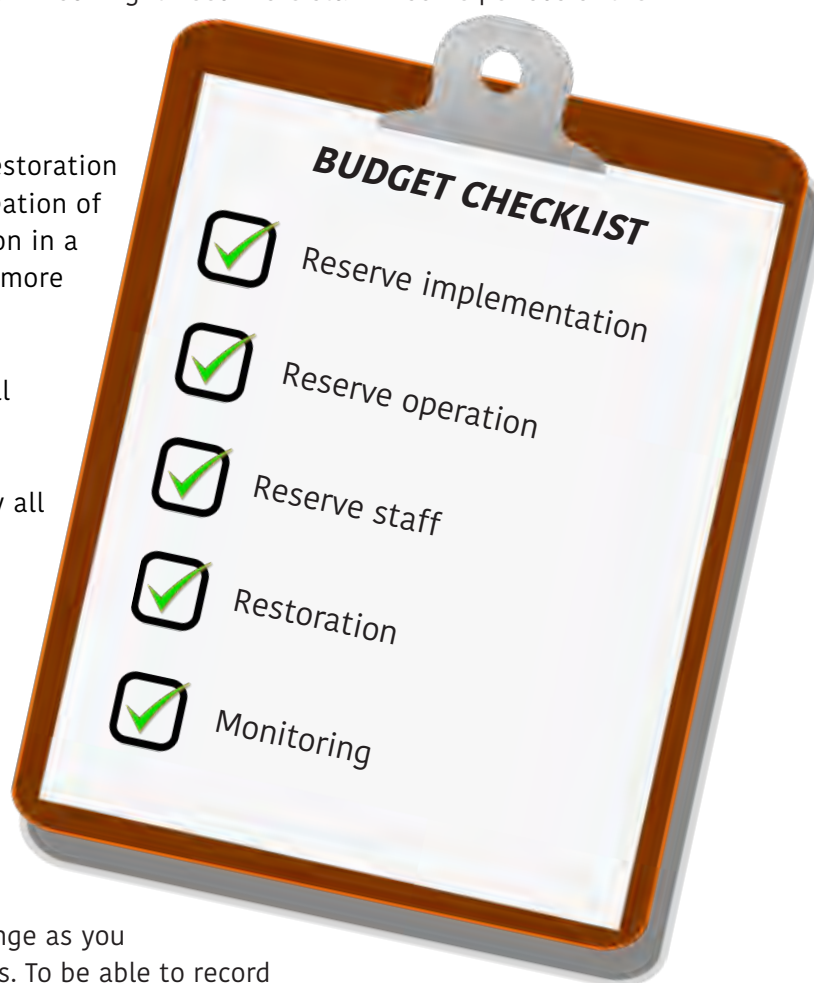 estoration
BUDGET CHECKLIST
of
on in a
Reserve implementation
more
Reserve operation
all
Reserve staff
Restoration
Monitoring
nge as you
To be able to record